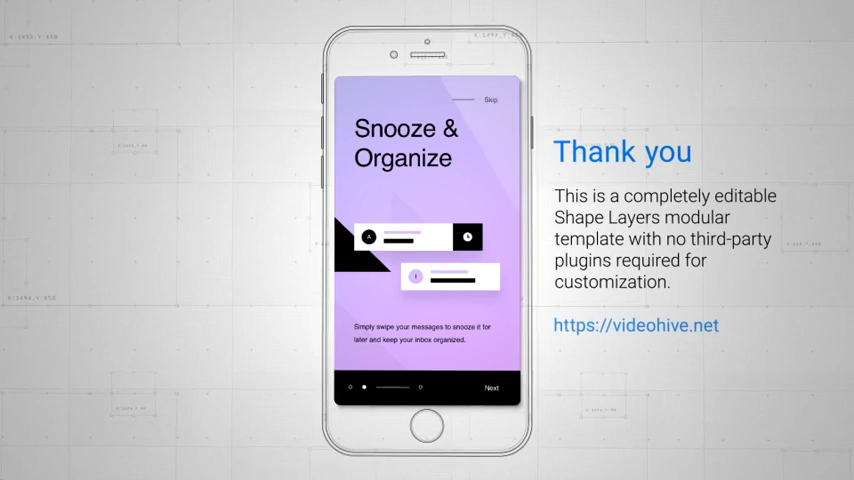 Skip
Snooze &
Organize
A
Simply swipe your messages to snooze it for
later and keep your inbox organized.
Next
Thank you
This is a completely editable
Shape Layers modular
template with no third-party
plugins required for
customization.
https://videohive.net